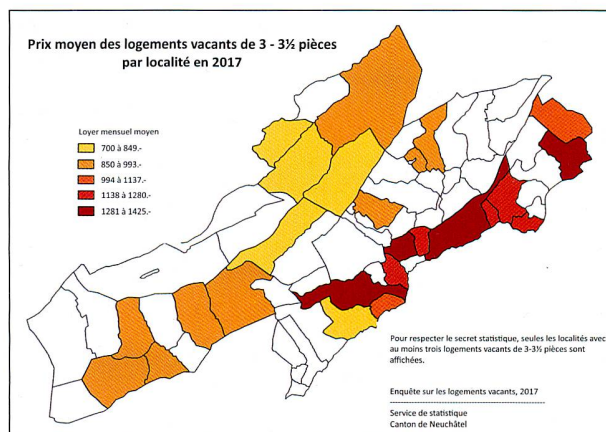 Prix moyen des logements vacants de 3 - 3½ pièces
par localité en 2017
Loyer mensuel moyen
700 à 849.-
850 à 993.-
994 à 1137.-
1138 à 1280.-
1281 à 1425.-
Pour respecter le secret statistique, seules les localités avec
au moins trois logements vacants de 3-3½ pièces sont
affichées.
Enquête sur les logements vacants, 2017
Service de statistique
Canton de Neuchâtel